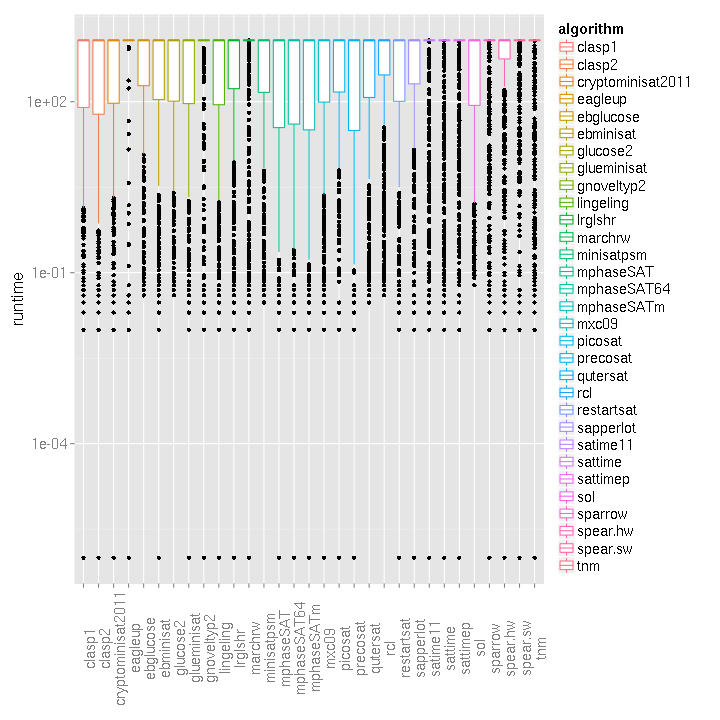 algorithm
clasp1
clasp2
cryptominisat2011
eagleup
ebglucose
ebminisat
glucose2
glueminisat
gnoveltyp2
lingeling
lrglshr
marchrw
minisatpsm
mphaseSAT
mphaseSAT64
mphaseSATm
mxc09
picosat
precosat
qutersat
rcl
restartsat
sapperlot
satime11
sattime
sattimep
sol
sparrow
spear.hw
spear.sw
tnm
1e+02
1e-01
1e-04
runtime
clasp1
clasp2
cryptominisat2011
eagleup
ebglucose
ebminisat
glucose2
glueminisat
gnoveltyp2
lingeling
lrglshr
marchrw
minisatpsm
mphaseSAT
mphaseSAT64
mphaseSATm
mxc09
picosat
precosat
qutersat
rcl
restartsat
sapperlot
satime11
sattime
sattimep
sol
sparrow
spear.hw
spear.sw
tnm